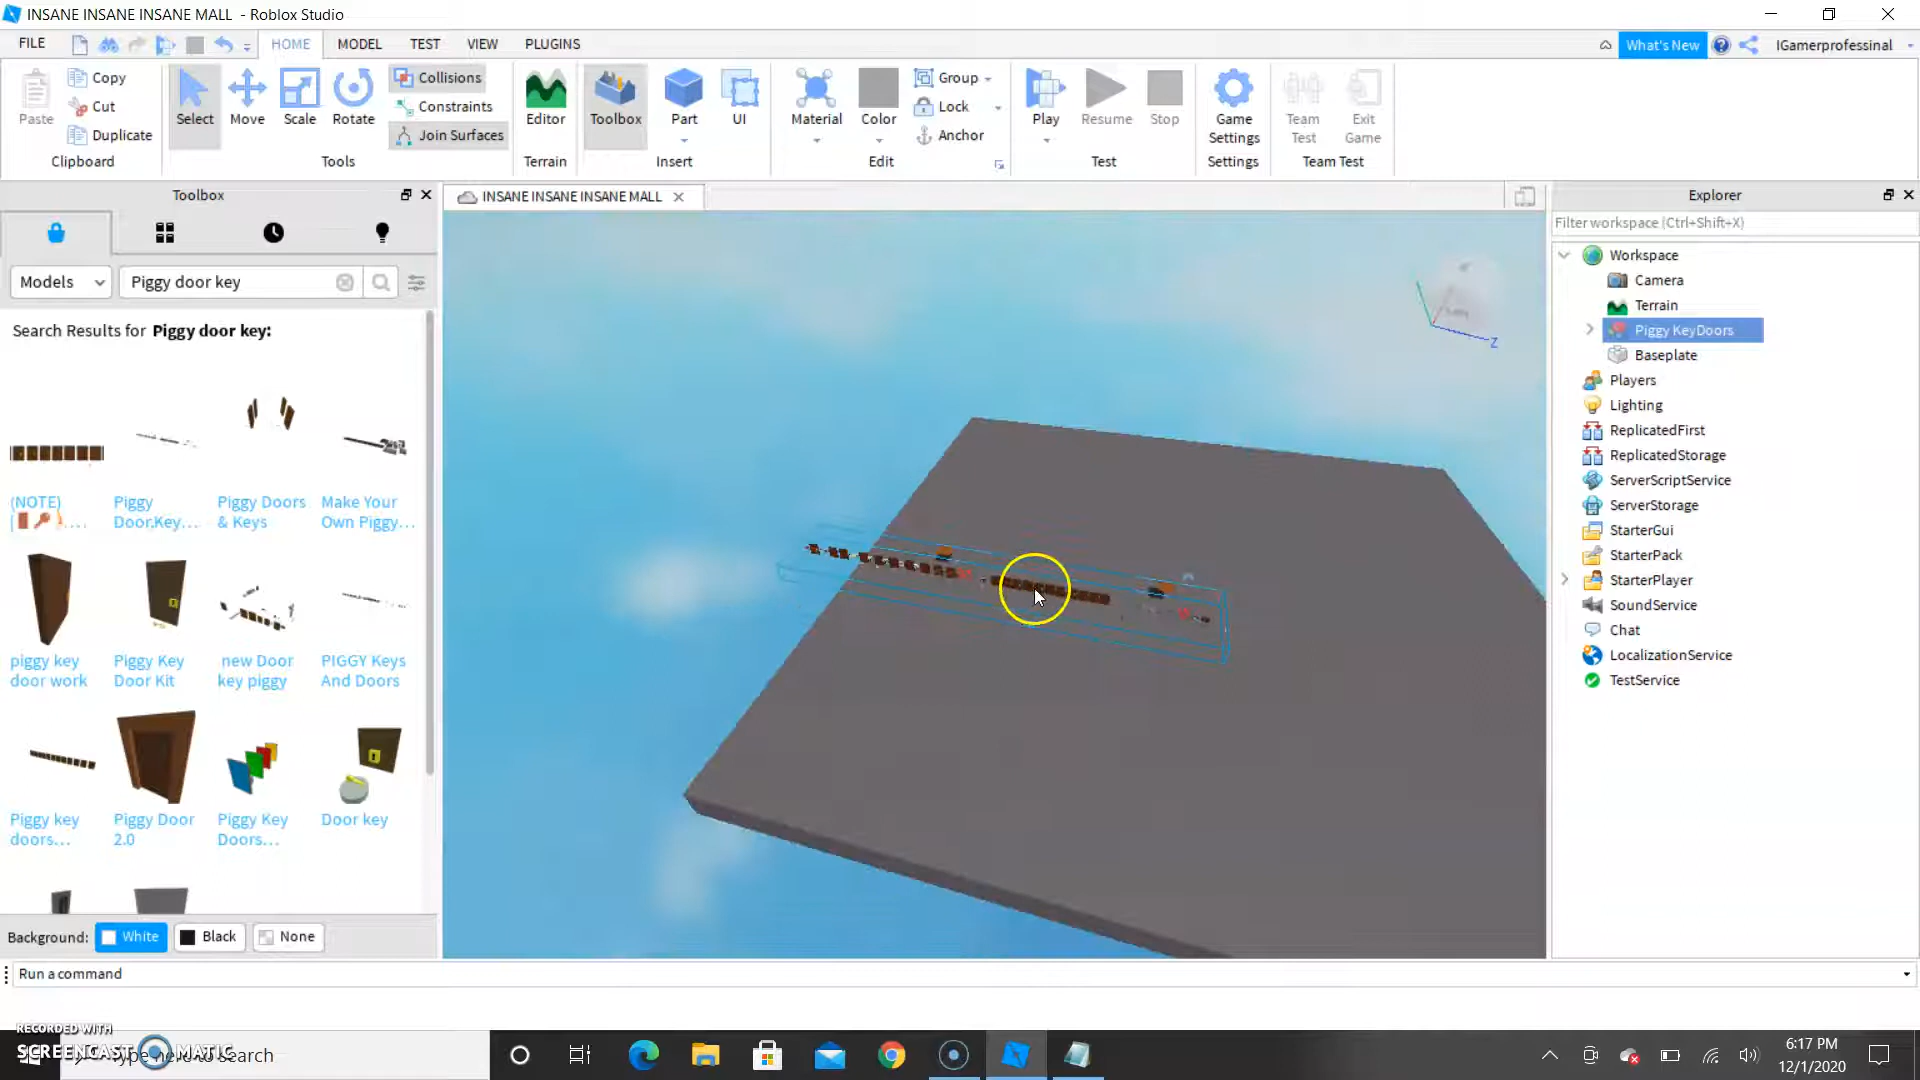 INSANE INSANE INSANE MALL - Roblox Studio
FILE
HOME
MODEL
TEST
VIEW
PLUGINS
What's New
IGamerprofessinal
Paste
Copy
Cut
Duplicate
Clipboard
Select
Move
Scale
Rotate
Tools
Collisions
Constraints
Join Surfaces
Editor
Terrain
Toolbox
Part
UI
Insert
Material
Color
Group
Lock
Anchor
Edit
Play
Resume
Stop
Test
Game
Settings
Settings
Team
Test
Exit
Game
Team Test
Toolbox
INSANE INSANE INSANE MALL
Explorer
Filter workspace (Ctrl+Shift+X)
Models
Piggy door key
Search Results for Piggy door key:
(NOTE)
[....
Piggy
Door,Key...
Piggy Doors
& Keys
Make Your
Own Piggy...
piggy key
door work
Piggy Key
Door Kit
new Door
key piggy
PIGGY Keys
And Doors
Piggy key
doors...
Piggy Door
2.0
Piggy Key
Doors...
Door key
Background:
White
Black
None
Z
Workspace
Camera
Terrain
Piggy KeyDoors
Baseplate
Players
Lighting
ReplicatedFirst
ReplicatedStorage
ServerScriptService
ServerStorage
StarterGui
StarterPack
StarterPlayer
SoundService
Chat
LocalizationService
TestService
Run a command
RECORDED WITH
SCREENCAST MATIC
Type here to search
6:17 PM
12/1/2020